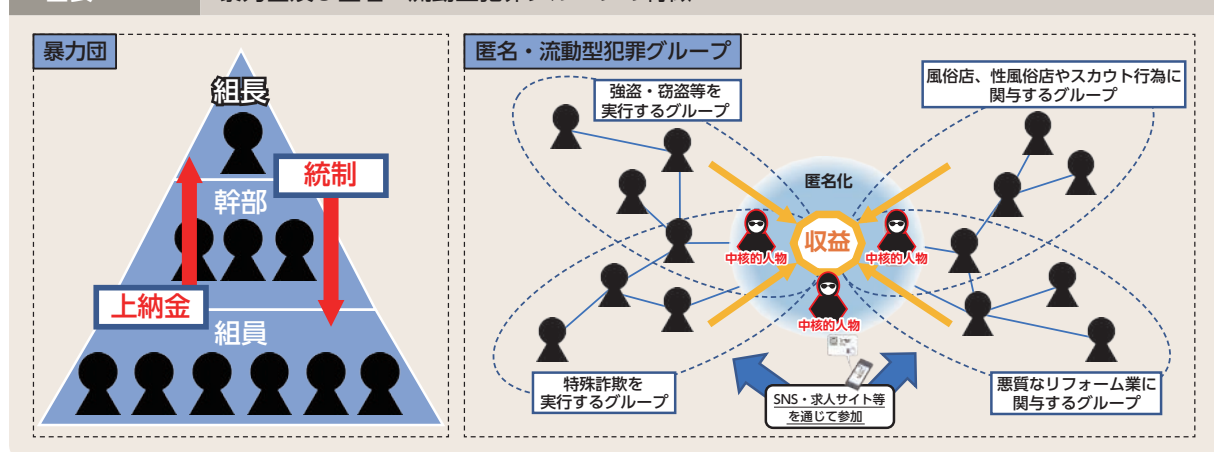 暴力団
組長
統制
幹部
上納金
組員
匿名・流動型犯罪グループ
強盗・窃盗等を
実行するグループ
風俗店、性風俗店やスカウト行為に
関与するグループ
匿名化
収益
中核的人物
中核的人物
中核的人物
特殊詐欺を
実行するグループ
SNS・求人サイト等
を通じて参加
悪質なリフォーム業に
関与するグループ